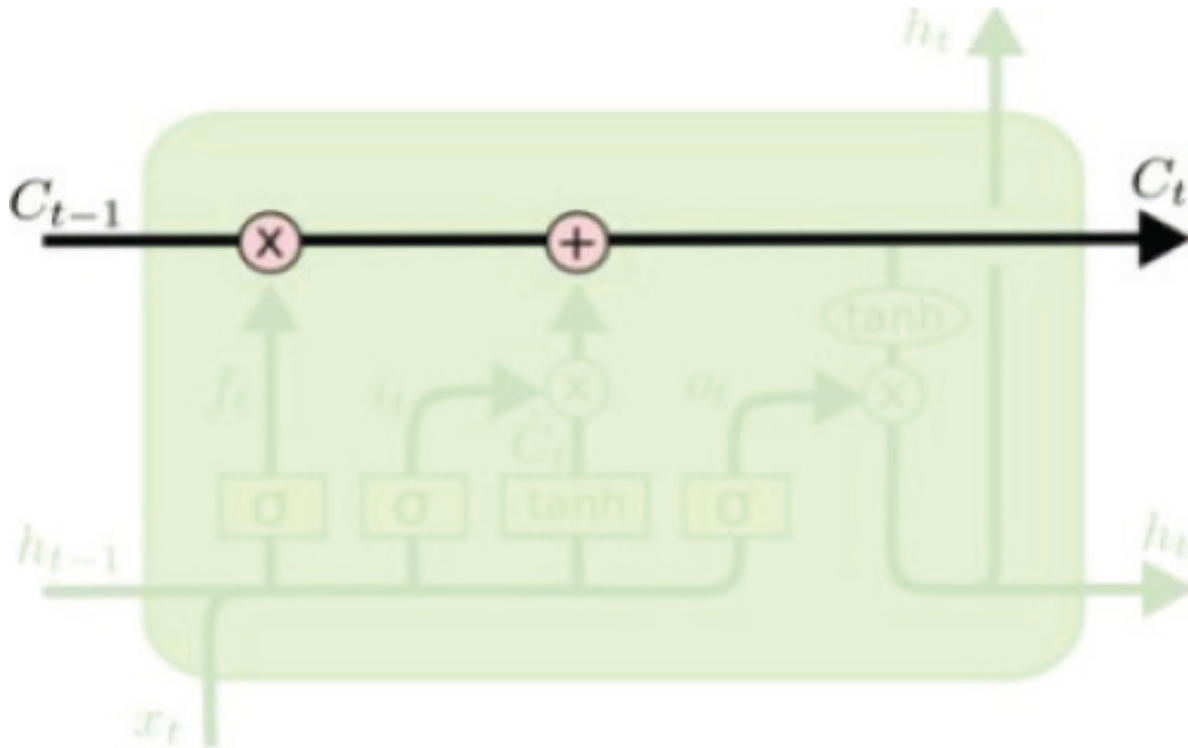 h_t
C_{t-1}
C_t
×
+
tanh
f_t
i_t
×
o_t
×
C̃_t
σ
σ
tanh
σ
h_{t-1}
h_t
x_t